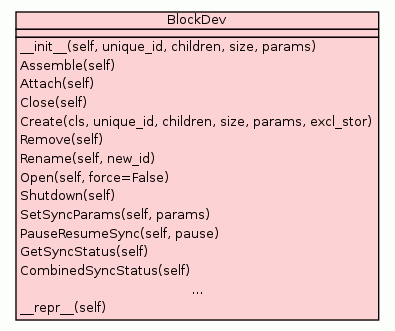 BlockDev
__init__(self, unique_id, children, size, params)
Assemble(self)
Attach(self)
Close(self)
Create(cls, unique_id, children, size, params, excl_stor)
Remove(self)
Rename(self, new_id)
Open(self, force=False)
Shutdown(self)
SetSyncParams(self, params)
PauseResumeSync(self, pause)
GetSyncStatus(self)
CombinedSyncStatus(self)
...
__repr__(self)